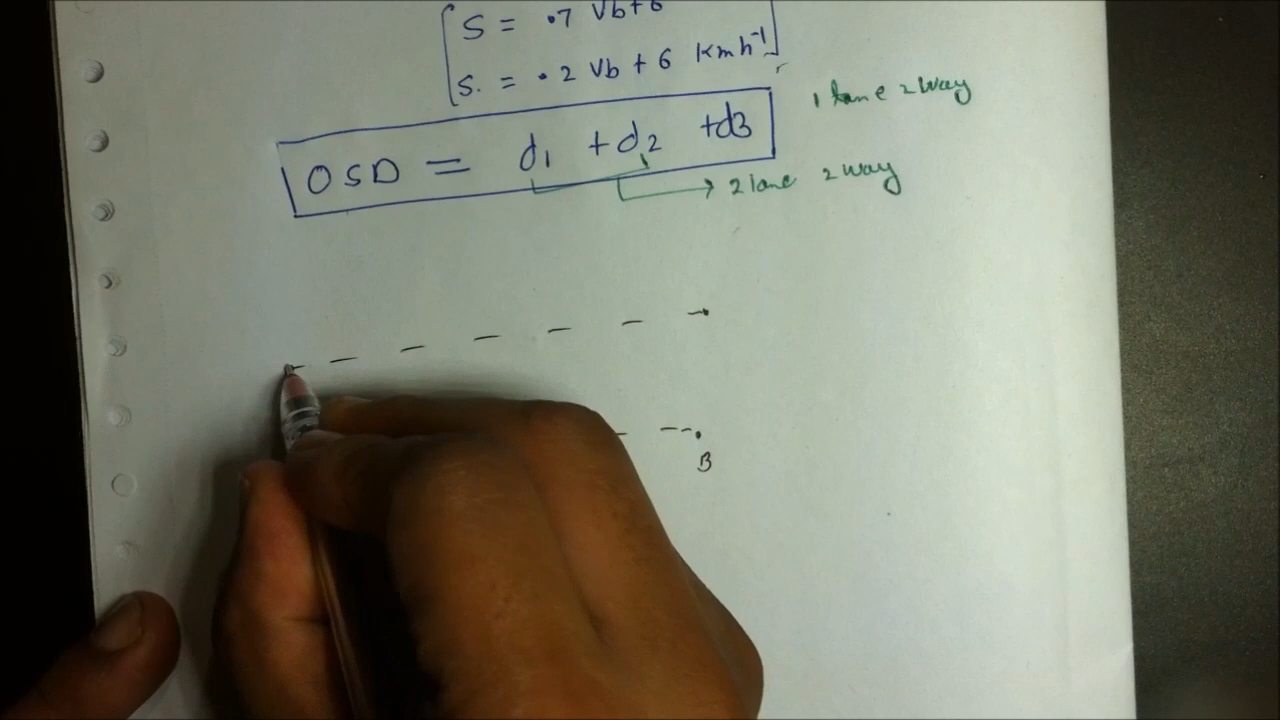 S = .7 Vb+6
S. = .2 Vb + 6 Kmh⁻¹
1 lane 2 way
OSD = d1 + d2 + d3
2 lane 2 way
B